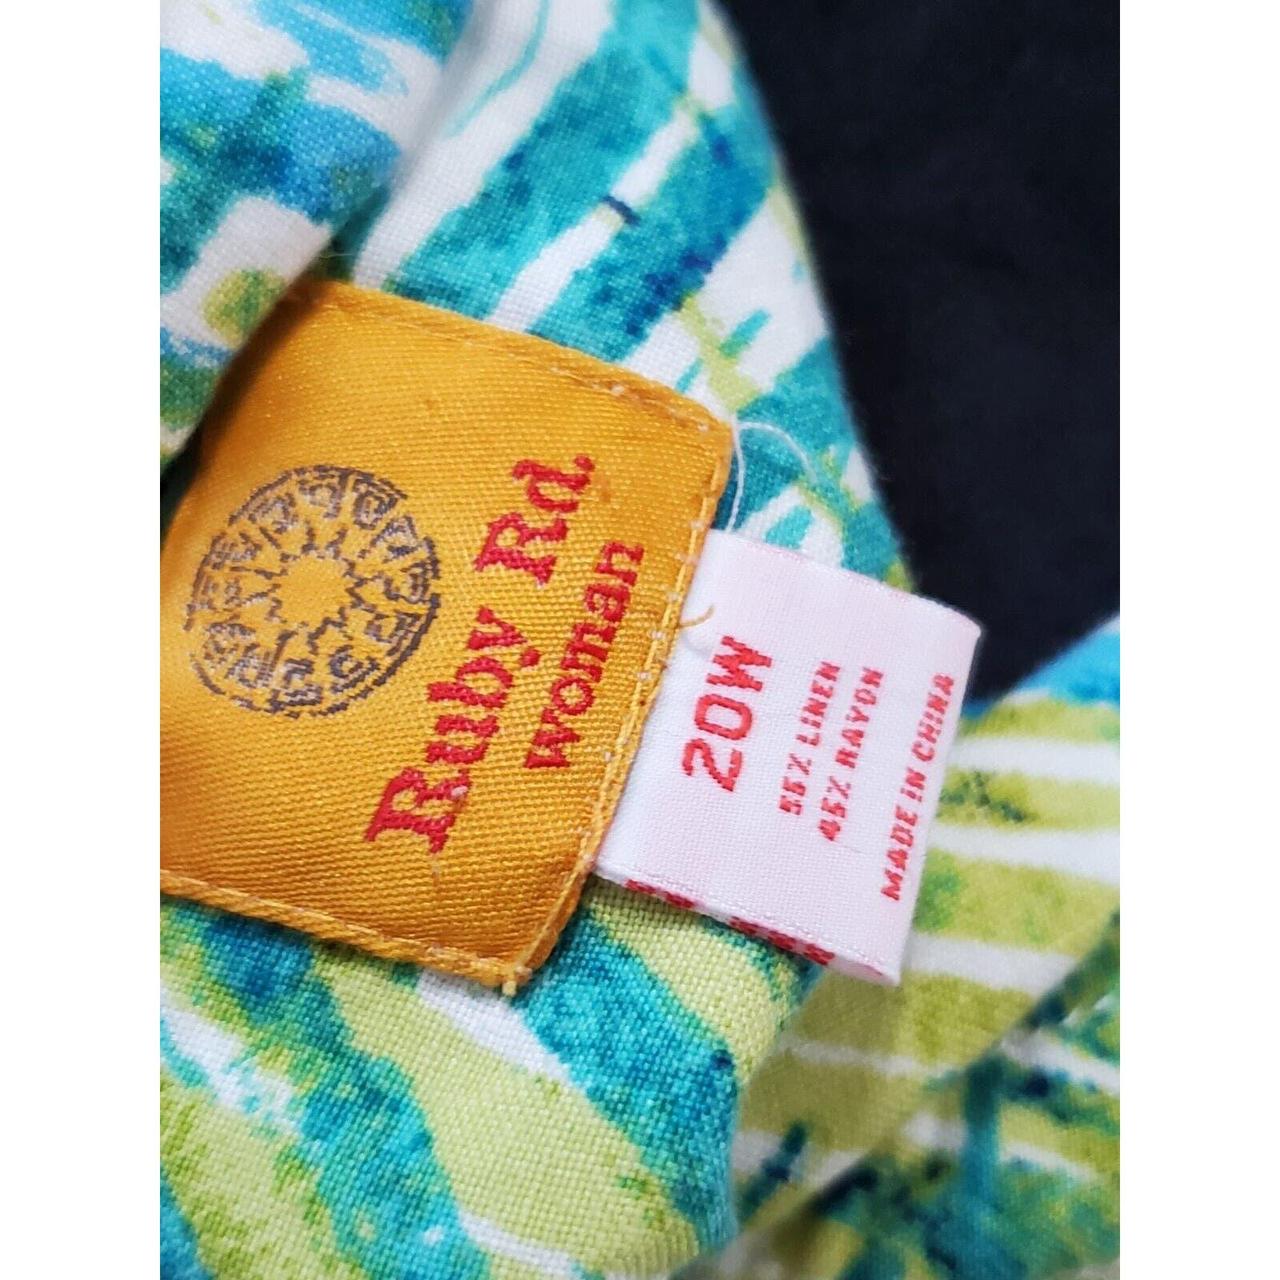 Ruby Rd.
woman
20W
55% LINEN
45% RAYON
MADE IN CHINA